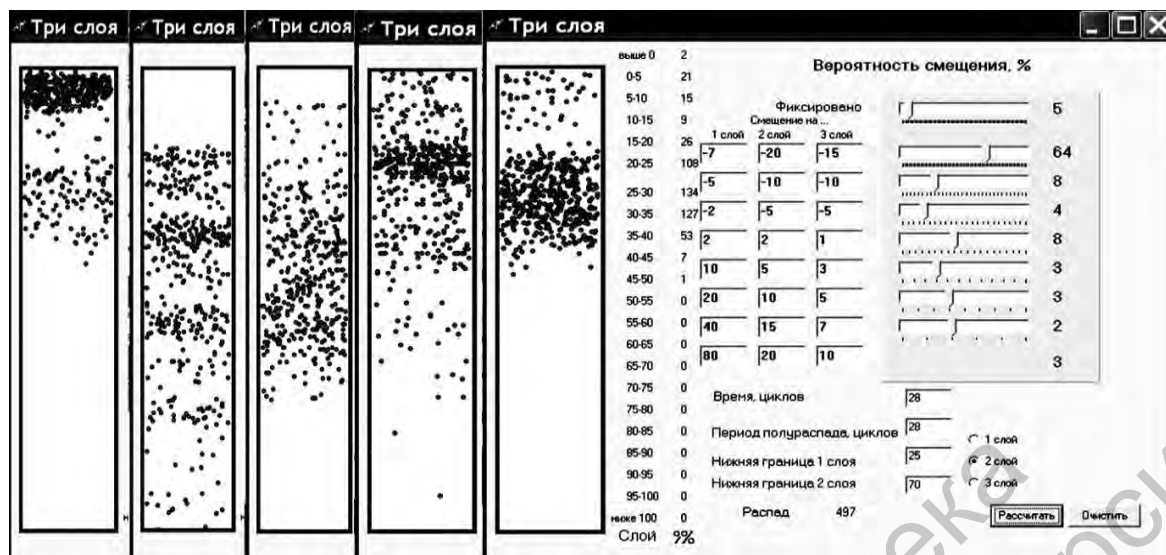 Три слоя Три слоя Три слоя Три слоя Три слоя
выше 0 2
0-5 21
5-10 15
10-15 9
15-20 26
20-25 108
25-30 134
30-35 127
35-40 53
40-45 7
45-50 1
50-55 0
55-60 0
60-65 0
65-70 0
70-75 0
75-80 0
80-85 0
85-90 0
90-95 0
95-100 0
ниже 100 0
Слой 9%
Вероятность смещения, %
Фиксировано 5
Смещение на ...
1 слой 2 слой 3 слой
-7 -20 -15 64
-5 -10 -10 8
-2 -5 -5 4
2 2 1 8
10 5 3 3
20 10 5 3
40 15 7 2
80 20 10 3
Время, циклов 28
Период полураспада, циклов 28
1 слой
Нижняя граница 1 слоя 25
2 слой
Нижняя граница 2 слоя 70
3 слой
Распад 497
Рассчитать Очистить